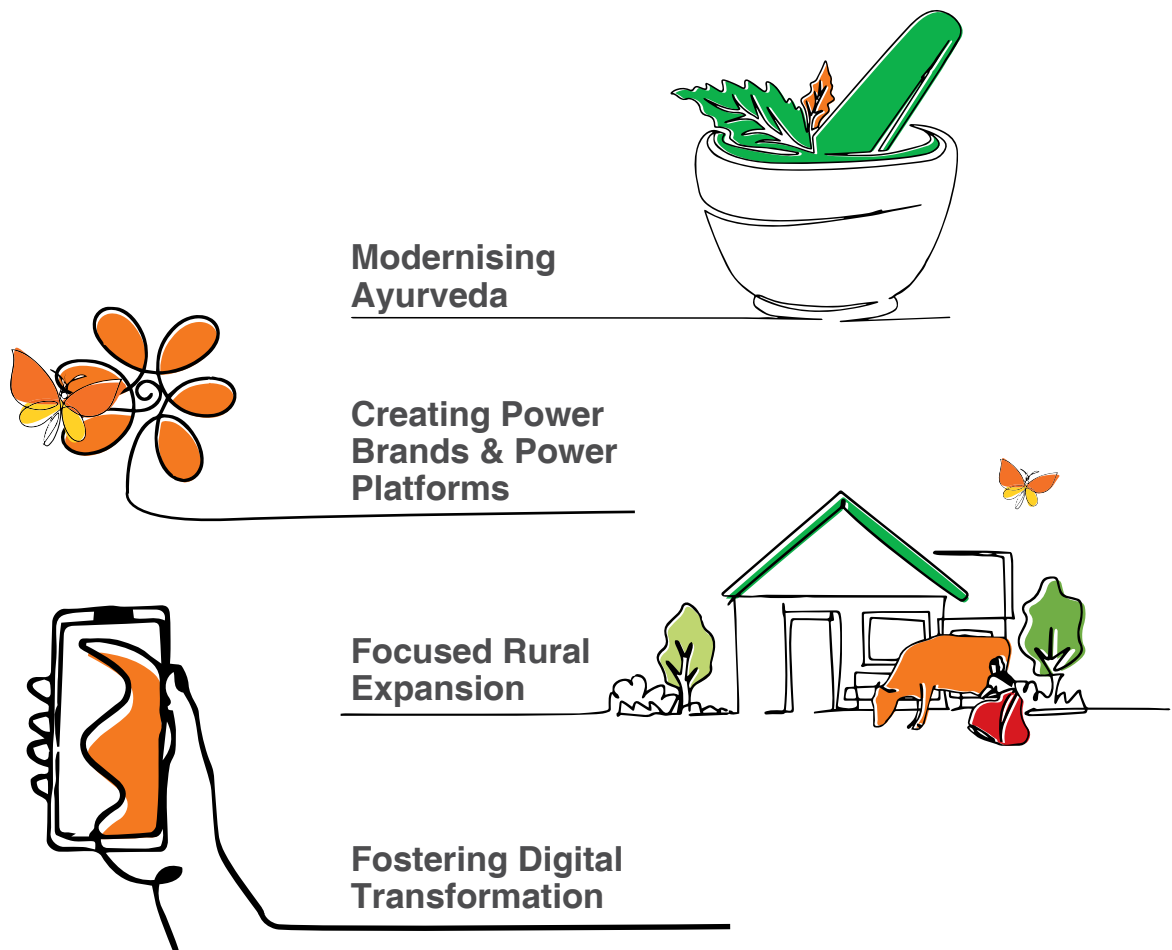 Modernising
Ayurveda
Creating Power
Brands & Power
Platforms
Focused Rural
Expansion
Fostering Digital
Transformation